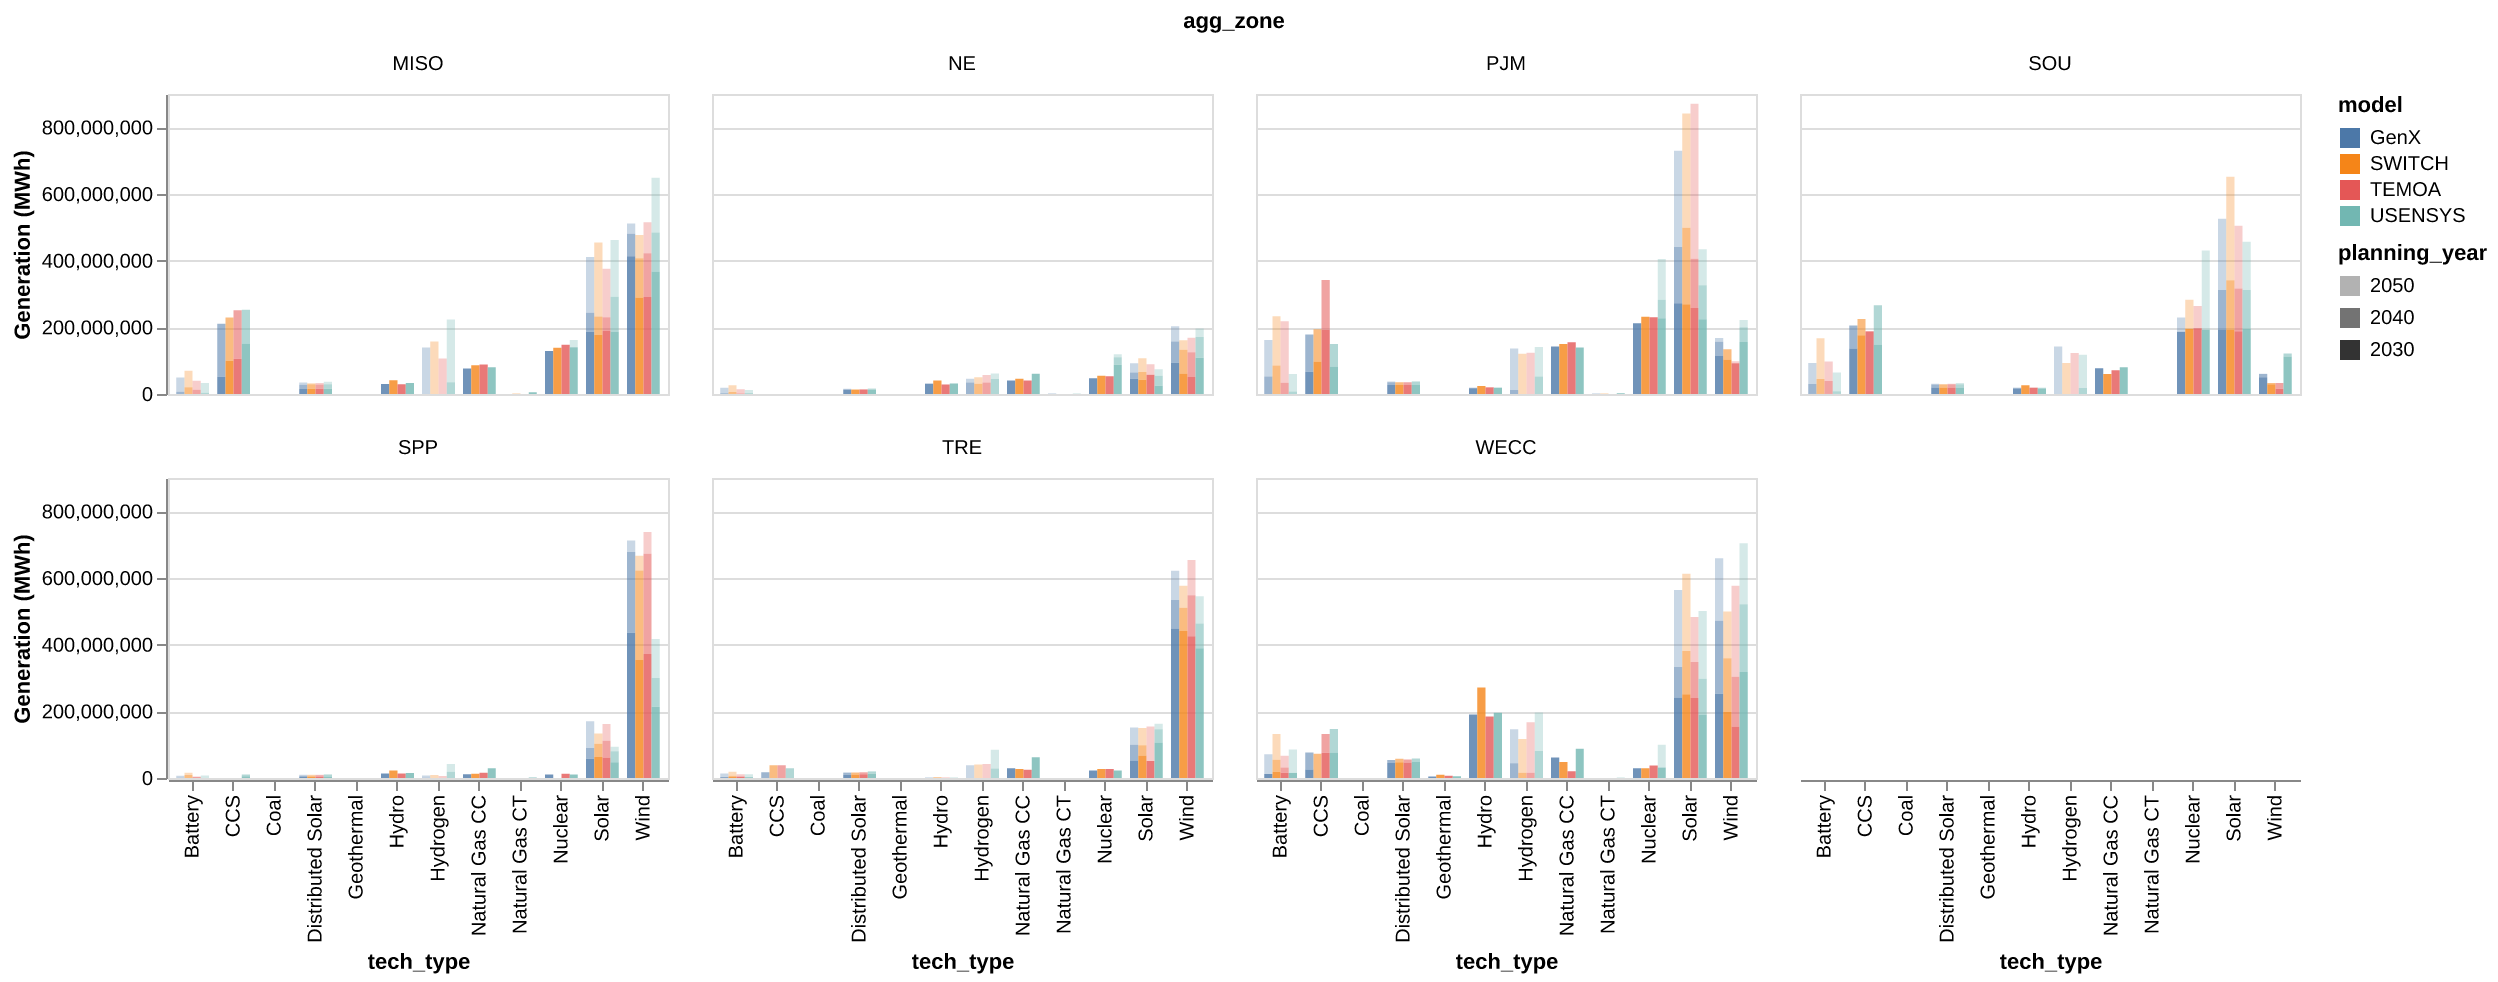 agg_zone
MISO
NE
PJM
SOU
Generation (MWh)
800,000,000
600,000,000
400,000,000
200,000,000
0
model
GenX
SWITCH
TEMOA
USENSYS
planning_year
2050
2040
2030
SPP
TRE
WECC
Generation (MWh)
800,000,000
600,000,000
400,000,000
200,000,000
0
Battery
CCS
Coal
Distributed Solar
Geothermal
Hydro
Hydrogen
Natural Gas CC
Natural Gas CT
Nuclear
Solar
Wind
Battery
CCS
Coal
Distributed Solar
Geothermal
Hydro
Hydrogen
Natural Gas CC
Natural Gas CT
Nuclear
Solar
Wind
Battery
CCS
Coal
Distributed Solar
Geothermal
Hydro
Hydrogen
Natural Gas CC
Natural Gas CT
Nuclear
Solar
Wind
Battery
CCS
Coal
Distributed Solar
Geothermal
Hydro
Hydrogen
Natural Gas CC
Natural Gas CT
Nuclear
Solar
Wind
tech_type
tech_type
tech_type
tech_type